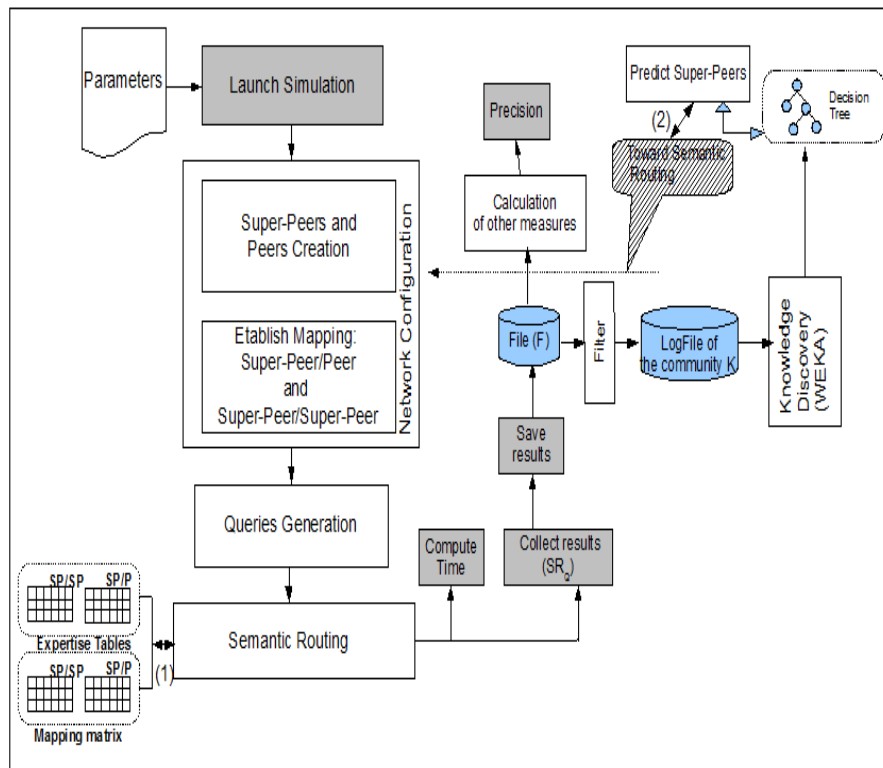 Parameters
Launch Simulation
Super-Peers and
Peers Creation
Etablish Mapping:
Super-Peer/Peer
and
Super-Peer/Super-Peer
Network Configuration
Queries Generation
Semantic Routing
SP/SP SP/P
Expertise Tables
SP/SP SP/P
Mapping matrix
(1)
Compute
Time
Collect results
(SRQ)
Save
results
File (F)
Calculation
of other measures
Precision
Filter
LogFile of
the community K
Knowledge
Discovery
(WEKA)
Decision
Tree
Predict Super-Peers
(2)
Toward Semantic
Routing